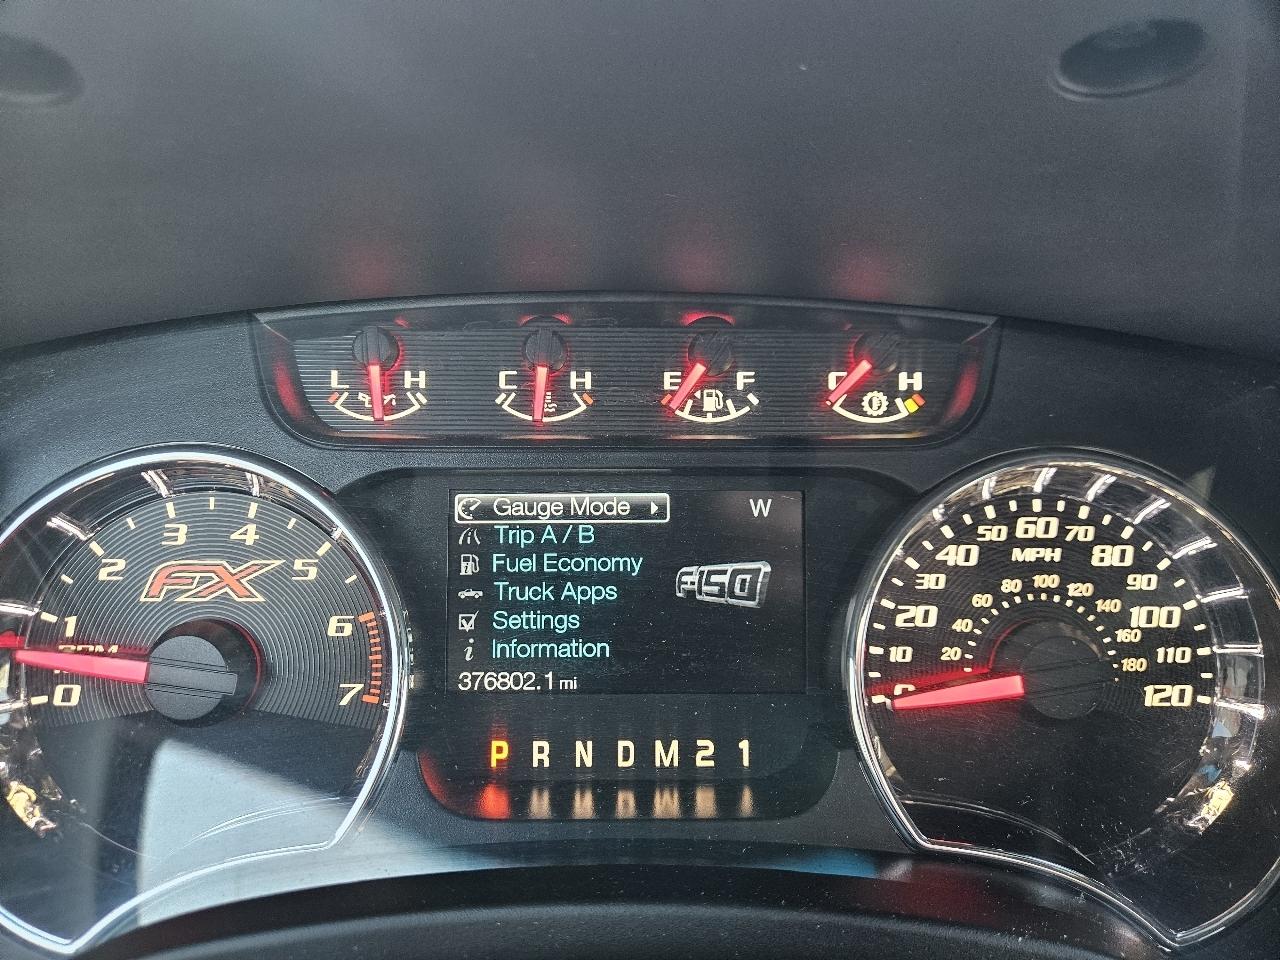 L H
C H
E F
H
Gauge Mode
W
Trip A / B
Fuel Economy
F-150
Truck Apps
Settings
Information
376802.1 mi
P R N D M 2 1
0 1 2 3 4 5 6 7
FX
RPM
0 10 20 30 40 50 60 70 80 90 100 110 120
MPH
20 40 60 80 100 120 140 160 180